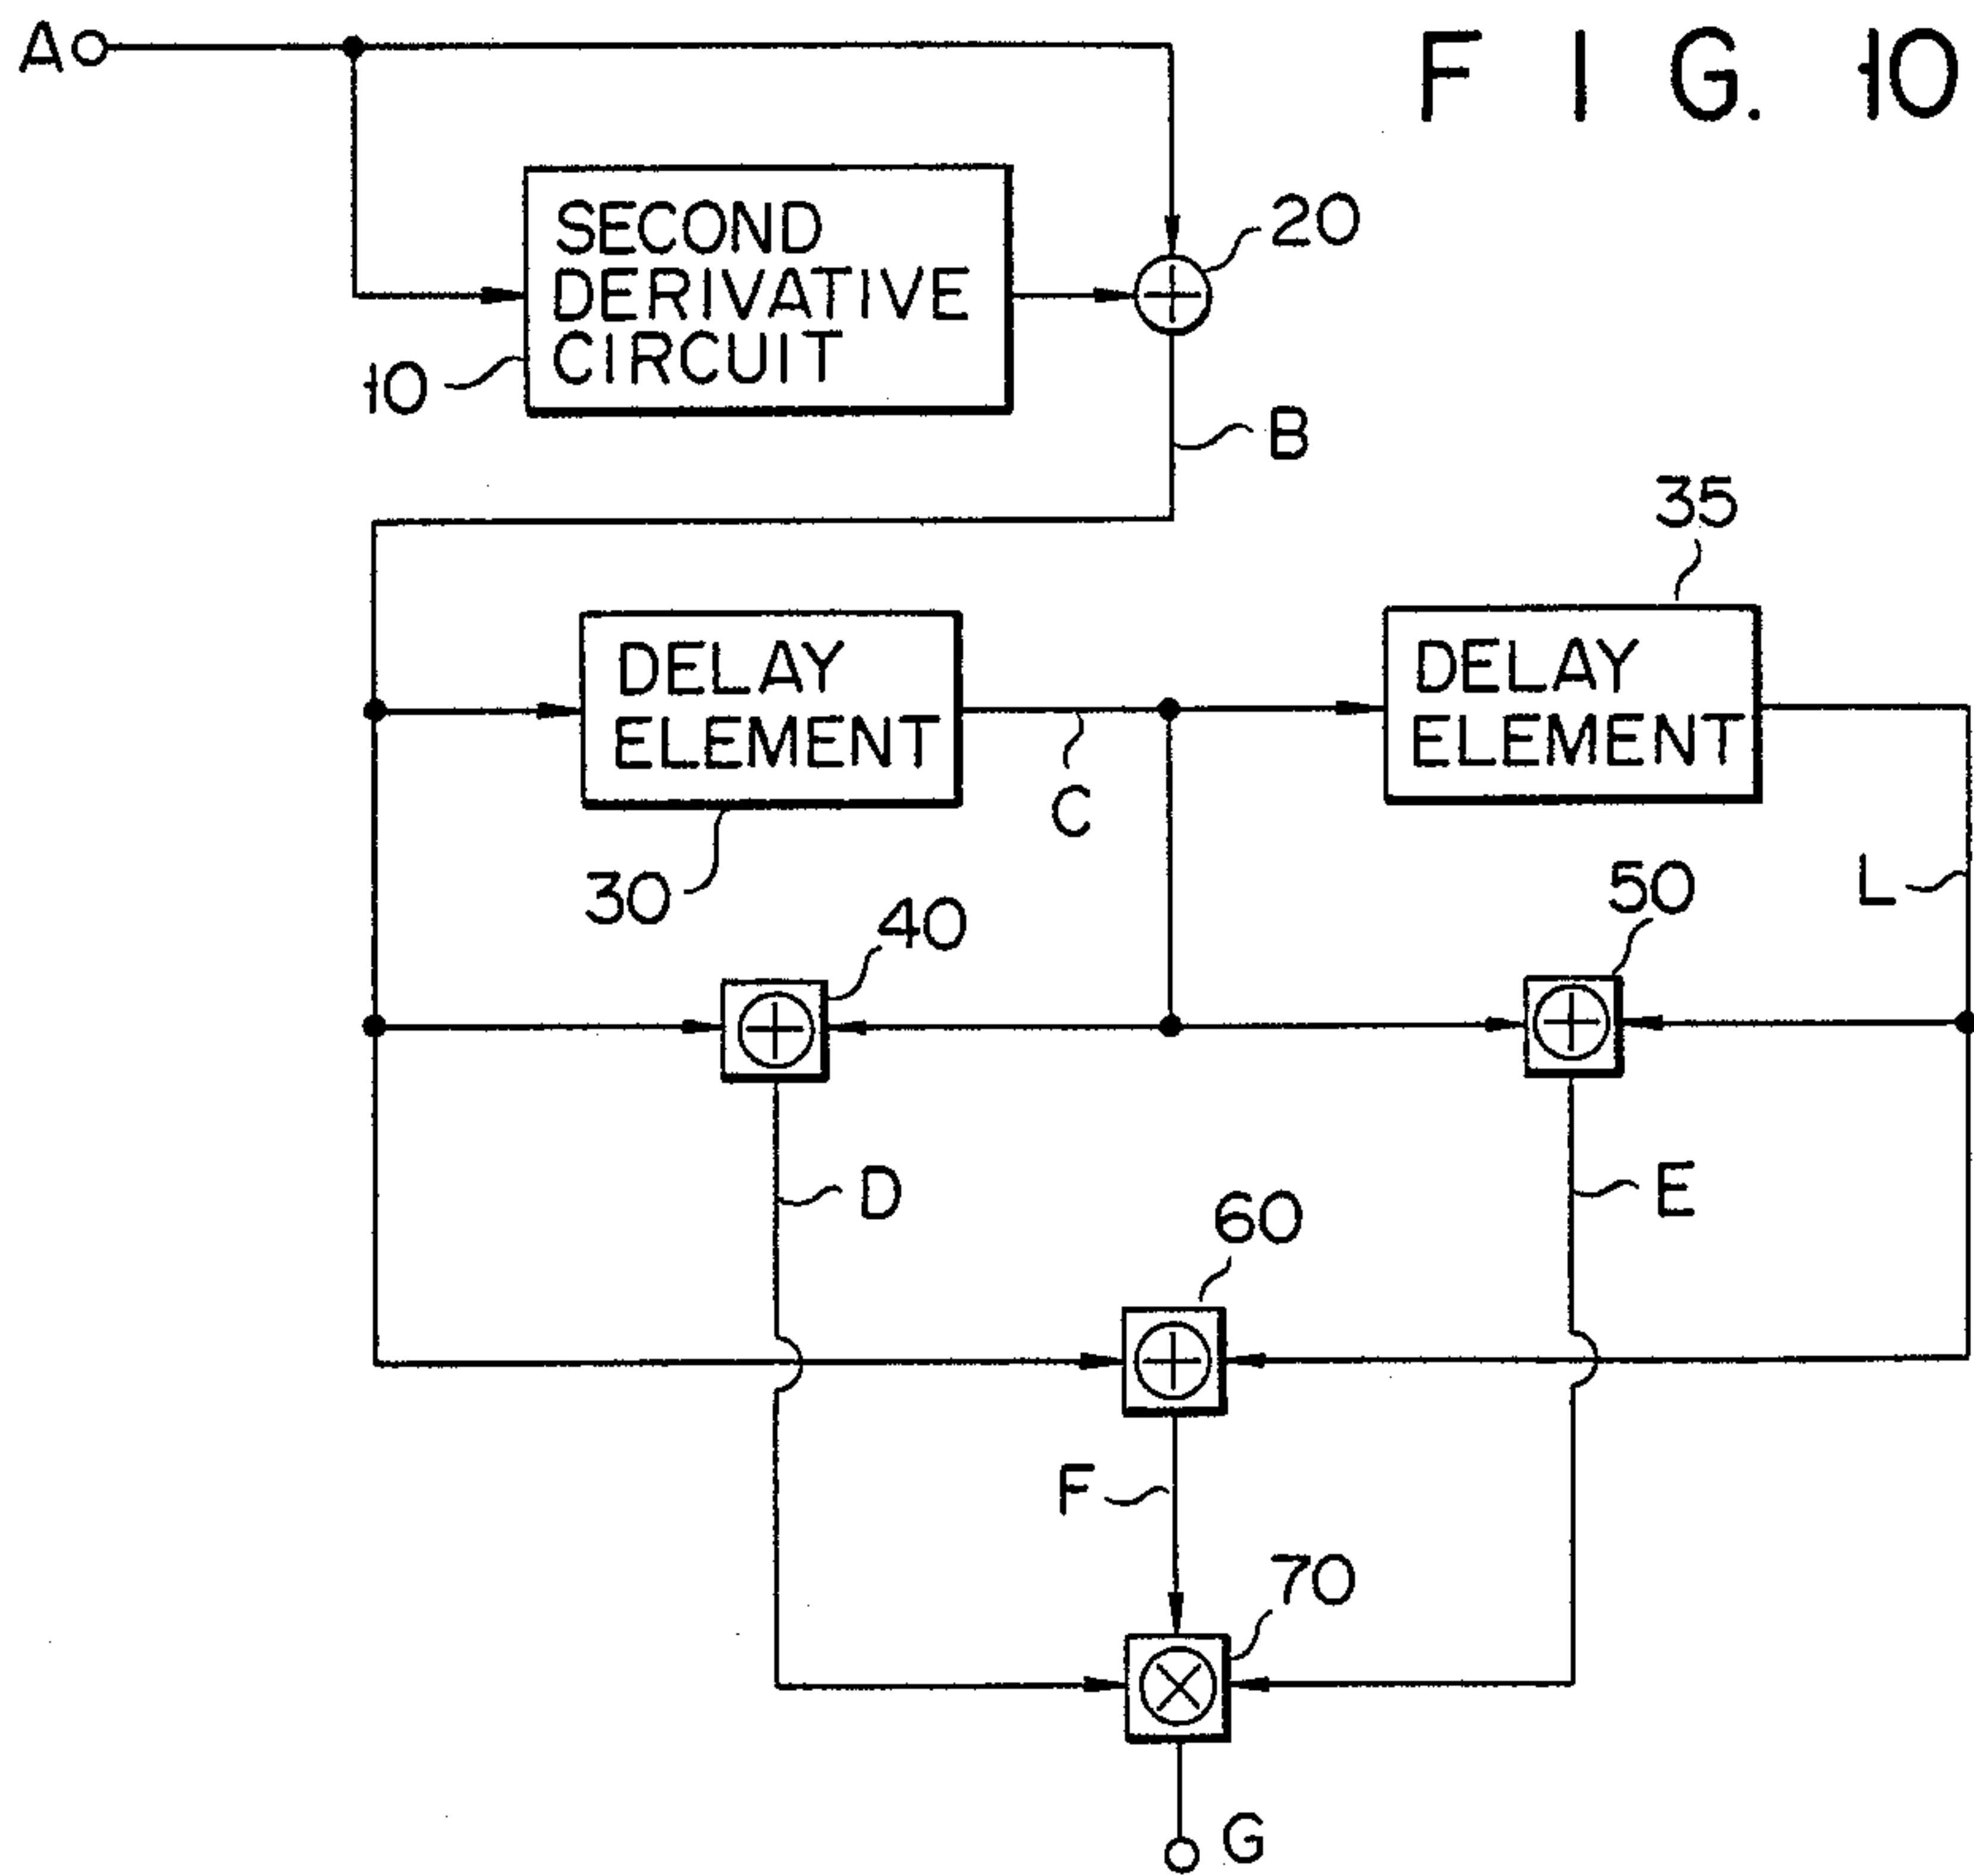 A
F I G. 10
SECOND
DERIVATIVE
CIRCUIT
20
10
B
35
DELAY
ELEMENT
DELAY
ELEMENT
C
30
40
50
L
D
E
60
F
70
G